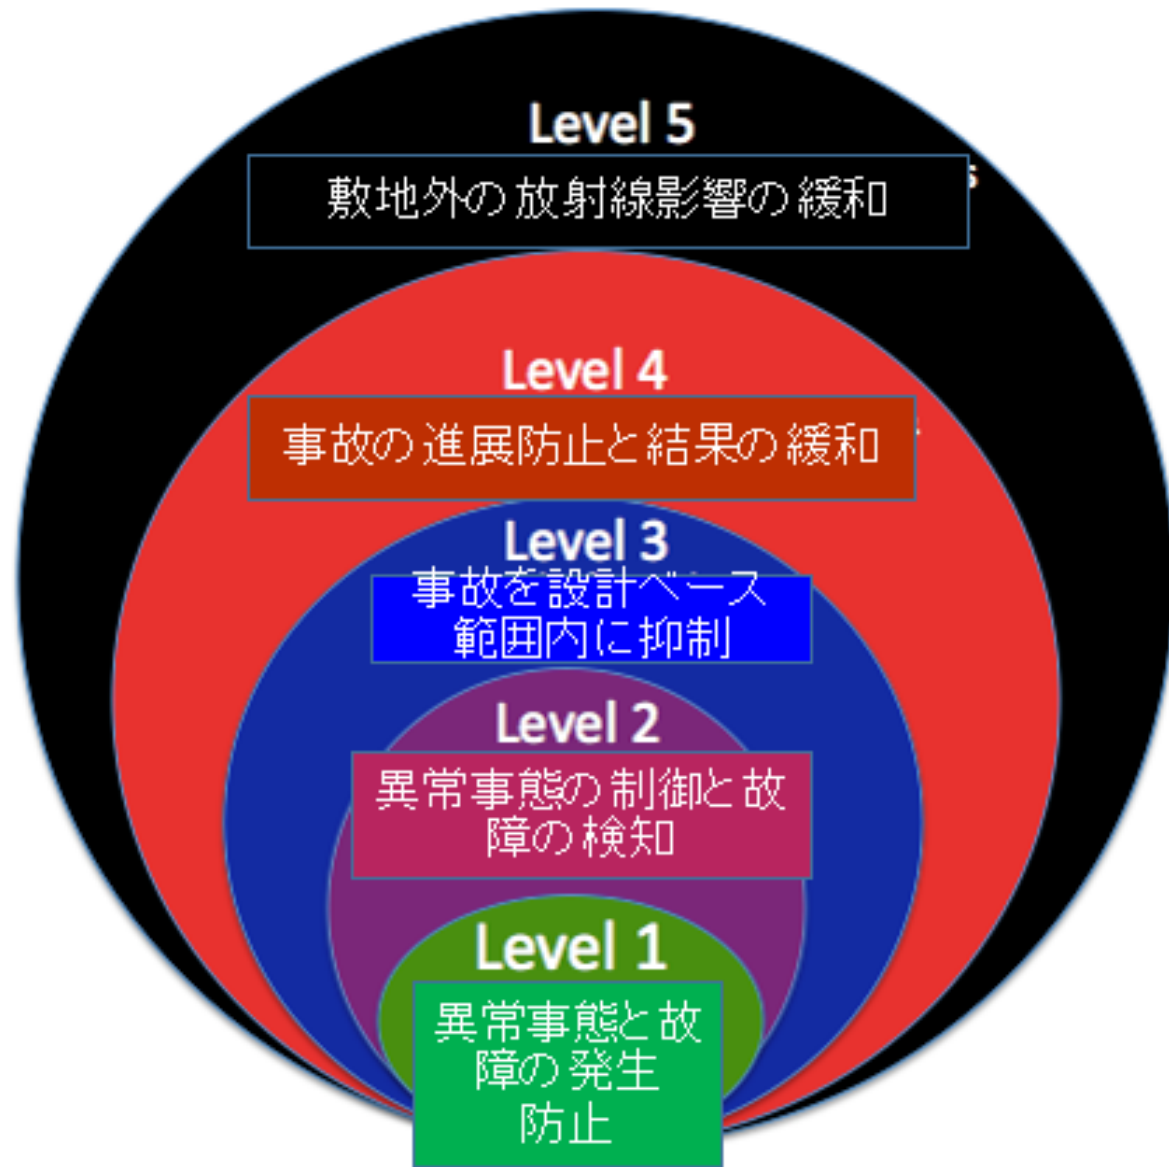 Level 5
敷地外の放射線影響の緩和
Level 4
事故の進展防止と結果の緩和
Level 3
事故を設計ベース
範囲内に抑制
Level 2
異常事態の制御と故
障の検知
Level 1
異常事態と故
障の発生
防止